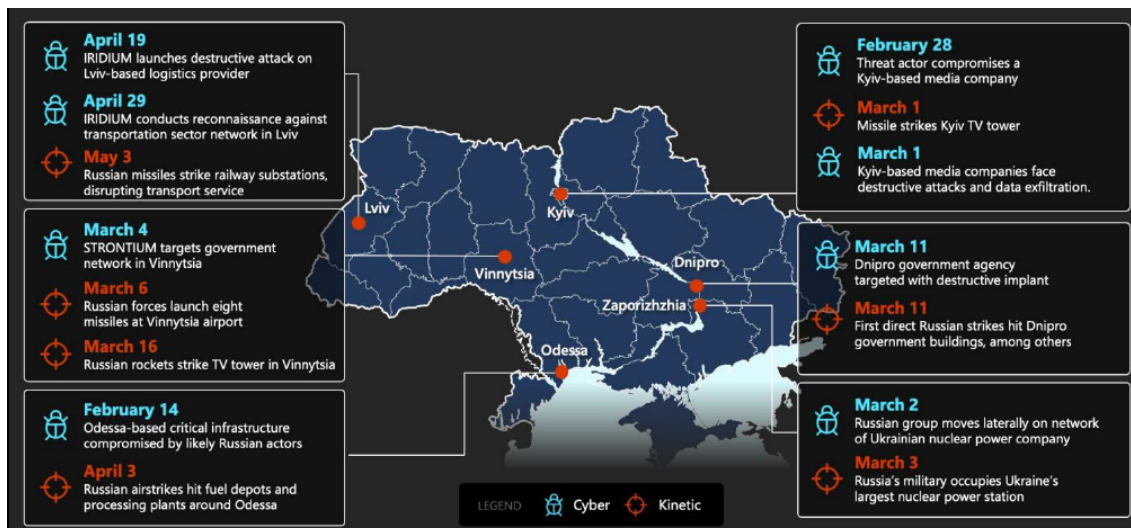 April 19
IRIDIUM launches destructive attack on
Lviv-based logistics provider
April 29
IRIDIUM conducts reconnaissance against
transportation sector network in Lviv
May 3
Russian missiles strike railway substations,
disrupting transport service
March 4
STRONTIUM targets government
network in Vinnytsia
March 6
Russian forces launch eight
missiles at Vinnytsia airport
March 16
Russian rockets strike TV tower in Vinnytsia
February 14
Odessa-based critical infrastructure
compromised by likely Russian actors
April 3
Russian airstrikes hit fuel depots and
processing plants around Odessa
Lviv
Kyiv
Vinnytsia
Dnipro
Zaporizhzhia
Odessa
February 28
Threat actor compromises a
Kyiv-based media company
March 1
Missile strikes Kyiv TV tower
March 1
Kyiv-based media companies face
destructive attacks and data exfiltration.
March 11
Dnipro government agency
targeted with destructive implant
March 11
First direct Russian strikes hit Dnipro
government buildings, among others
March 2
Russian group moves laterally on network
of Ukrainian nuclear power company
March 3
Russia's military occupies Ukraine's
largest nuclear power station
LEGEND Cyber Kinetic